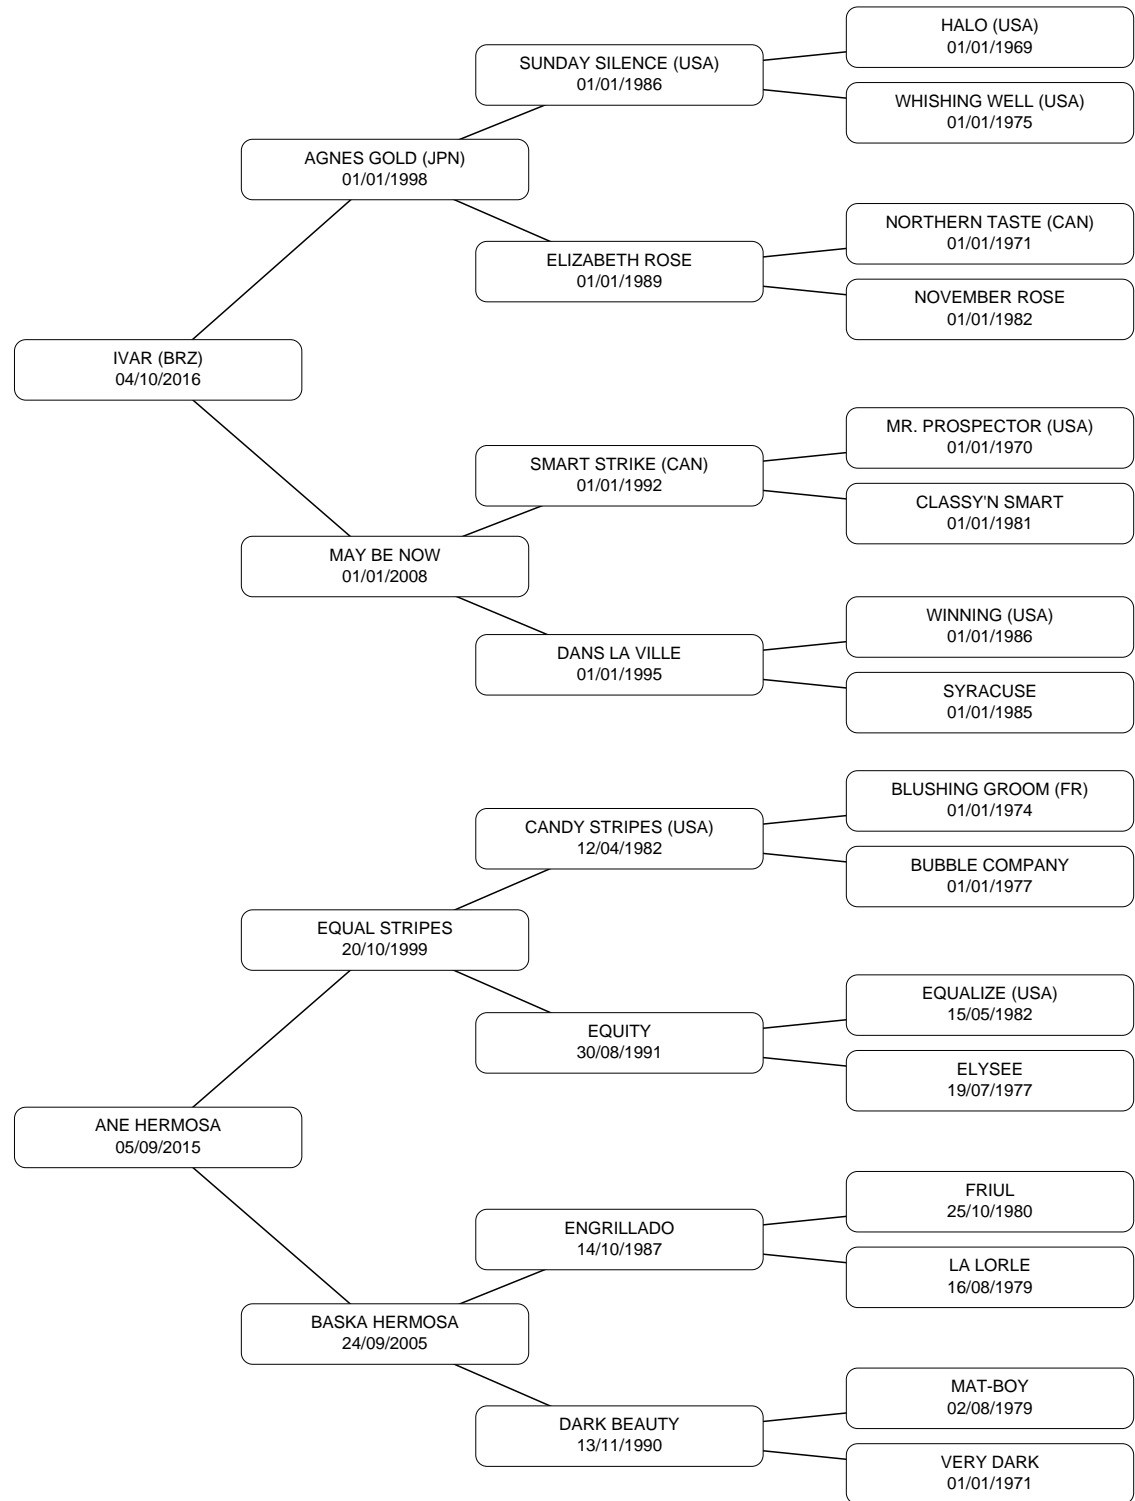 HALO (USA)
01/01/1969
SUNDAY SILENCE (USA)
01/01/1986
WHISHING WELL (USA)
01/01/1975
AGNES GOLD (JPN)
01/01/1998
NORTHERN TASTE (CAN)
01/01/1971
ELIZABETH ROSE
01/01/1989
NOVEMBER ROSE
01/01/1982
IVAR (BRZ)
04/10/2016
MR. PROSPECTOR (USA)
01/01/1970
SMART STRIKE (CAN)
01/01/1992
CLASSY'N SMART
01/01/1981
MAY BE NOW
01/01/2008
WINNING (USA)
01/01/1986
DANS LA VILLE
01/01/1995
SYRACUSE
01/01/1985
BLUSHING GROOM (FR)
01/01/1974
CANDY STRIPES (USA)
12/04/1982
BUBBLE COMPANY
01/01/1977
EQUAL STRIPES
20/10/1999
EQUALIZE (USA)
15/05/1982
EQUITY
30/08/1991
ELYSEE
19/07/1977
ANE HERMOSA
05/09/2015
FRIUL
25/10/1980
ENGRILLADO
14/10/1987
LA LORLE
16/08/1979
BASKA HERMOSA
24/09/2005
MAT-BOY
02/08/1979
DARK BEAUTY
13/11/1990
VERY DARK
01/01/1971